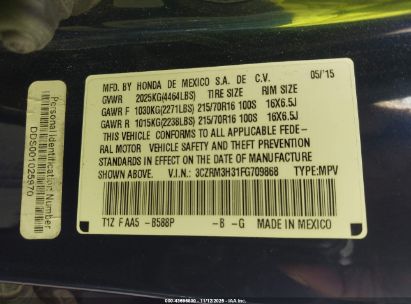 MFD. BY HONDA DE MEXICO S.A. DE C.V. 05/15
GVWR 2025KG(4464LBS) TIRE SIZE RIM SIZE
GAWR F 1030KG(2271LBS) 215/70R16 100S 16X6.5J
GAWR R 1015KG(2238LBS) 215/70R16 100S 16X6.5J
THIS VEHICLE CONFORMS TO ALL APPLICABLE FEDE-
RAL MOTOR VEHICLE SAFETY AND THEFT PREVENTION
STANDARDS IN EFFECT ON THE DATE OF MANUFACTURE
SHOWN ABOVE. V.I.N.: 3CZRM3H31FG709868 TYPE:MPV
T1Z F AA5 -B588P -B -G MADE IN MEXICO
Personal Identification Number
DDS001025970